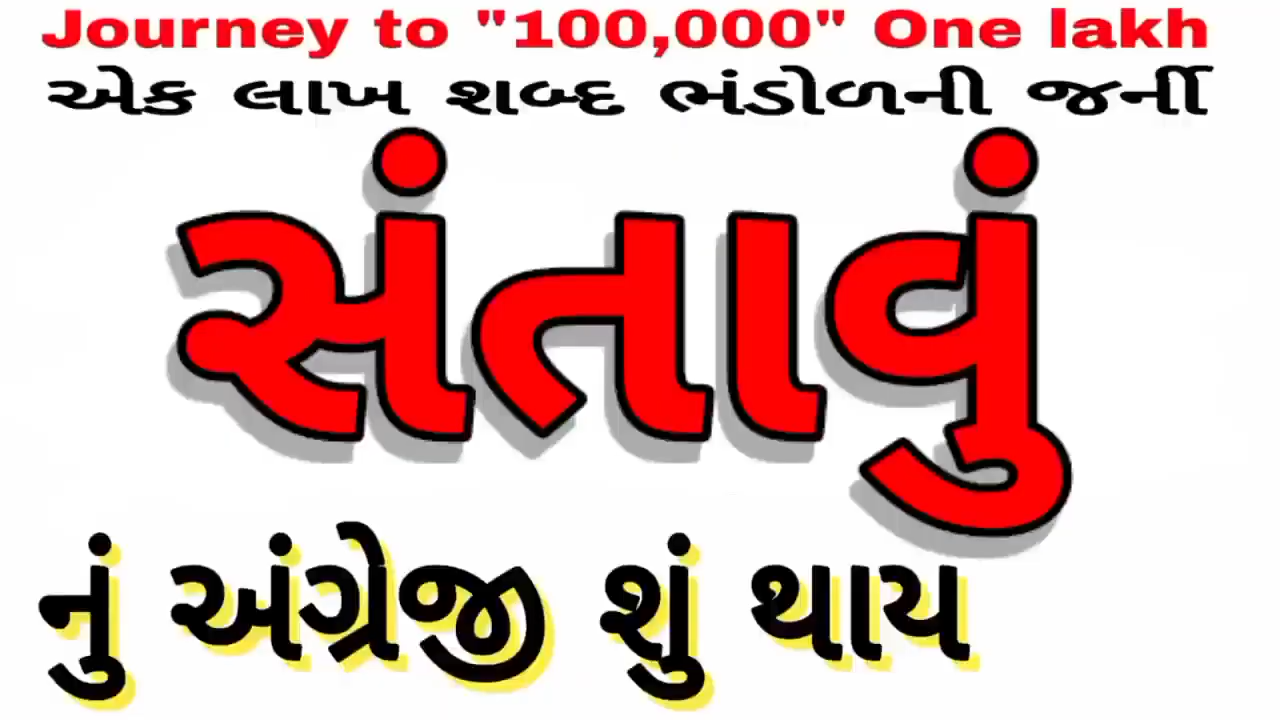 Journey to "100,000" One lakh
એક લાખ શબ્દ ભંડોળની જર્ની
સંતાવું
નું અંગ્રેજી શું થાય